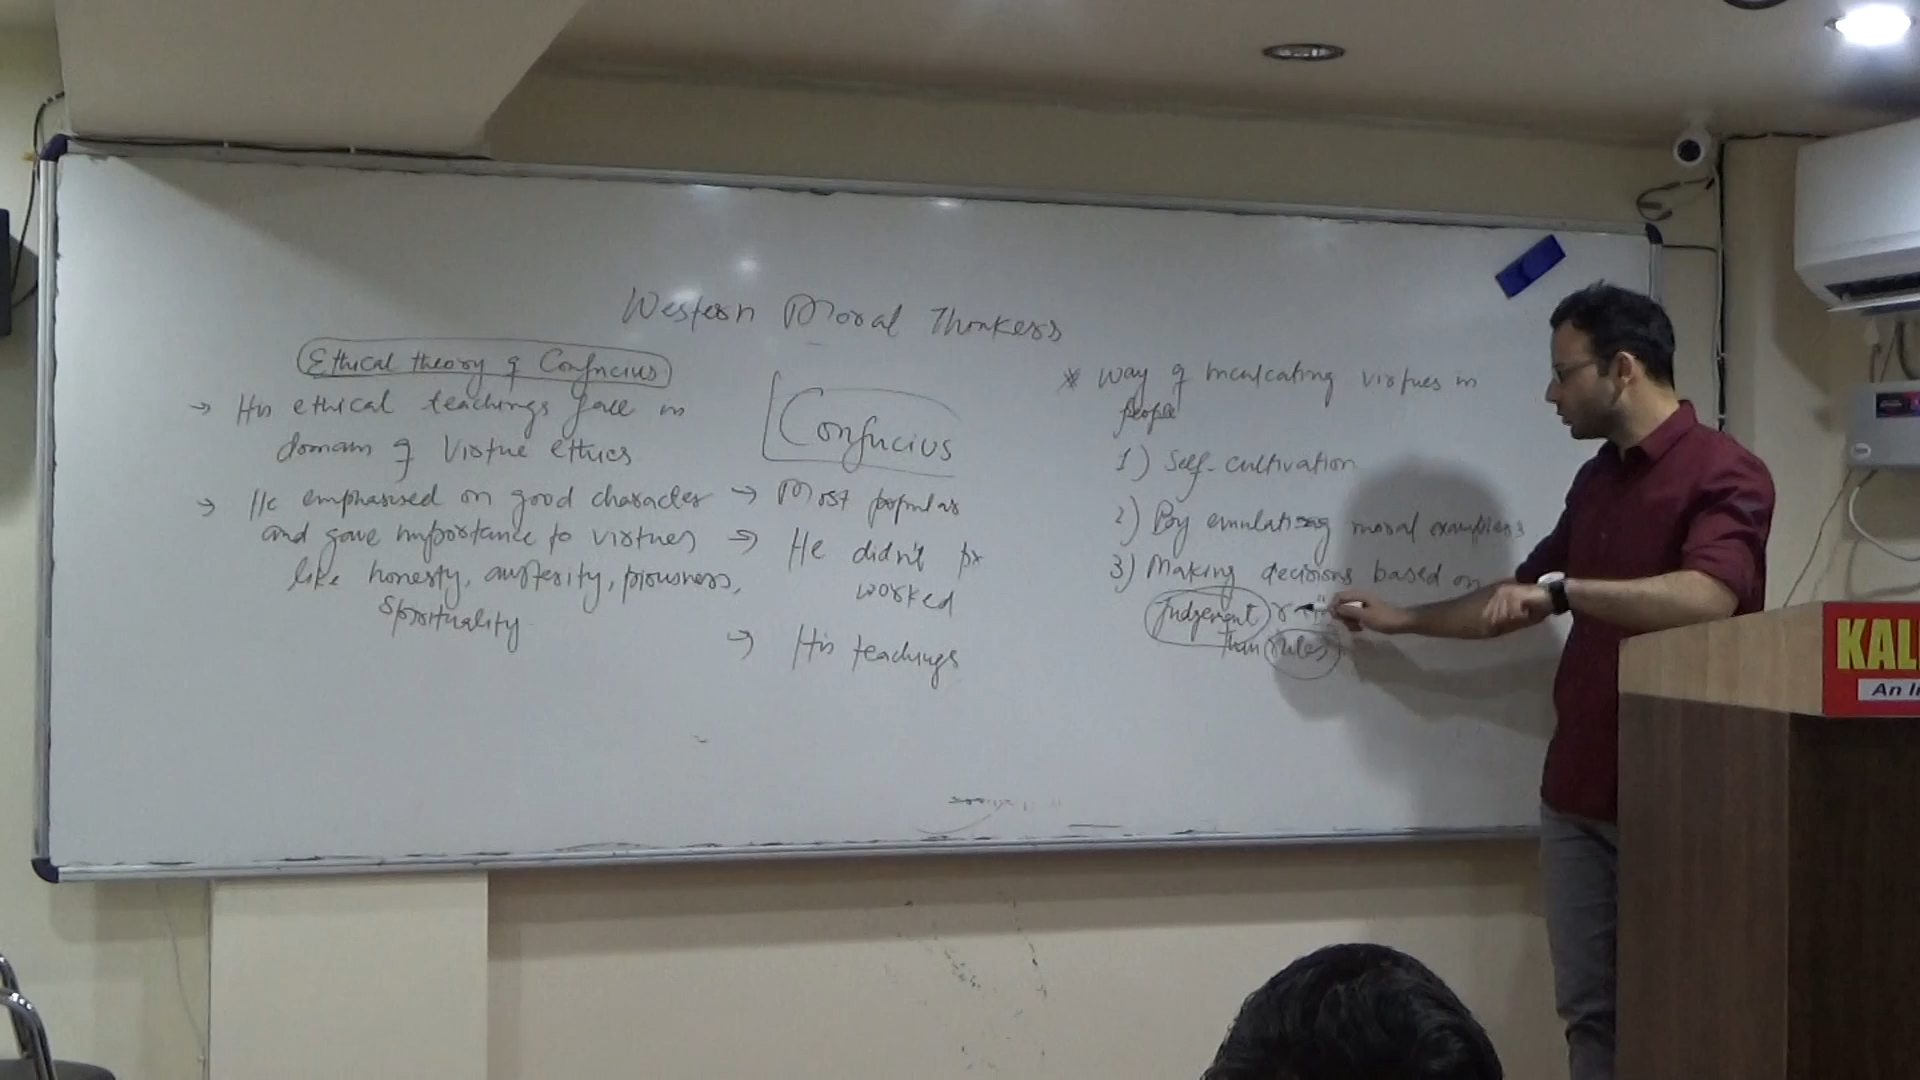 Western Moral Thinkers
Ethical theory of Confucius
→ His ethical teachings fall in
domain of Virtue ethics
→ He emphasised on good character
and gave importance to virtues
like honesty, austerity, piousness,
spirituality
Confucius
→ Most popular
→ He didn't
worked
→ His teachings
* Way of inculcating virtues in
people
1) Self-cultivation
2) By emulating moral examplers
3) Making decisions based on
judgement
than rules
KAL
An I